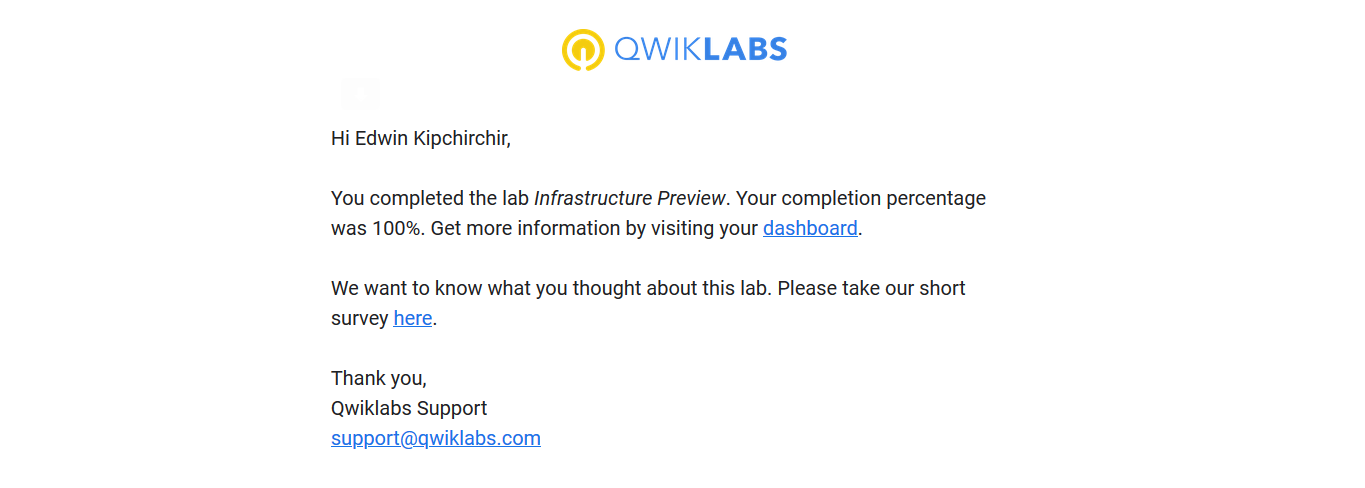 QWIKLABS
Hi Edwin Kipchirchir,
You completed the lab Infrastructure Preview. Your completion percentage
was 100%. Get more information by visiting your dashboard.
We want to know what you thought about this lab. Please take our short
survey here.
Thank you,
Qwiklabs Support
support@qwiklabs.com